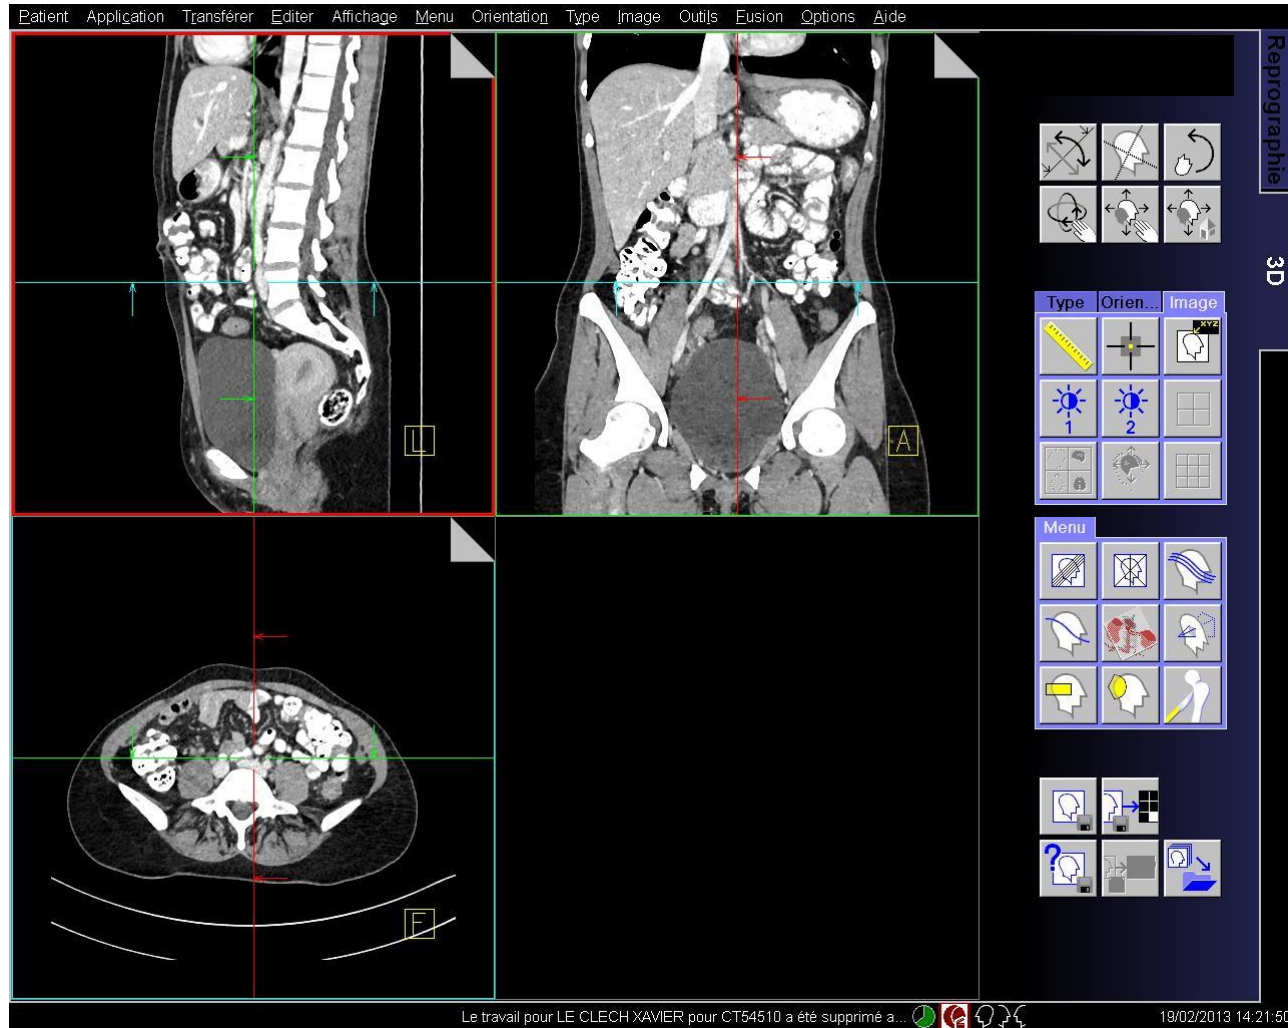 Patient Application Transférer Editer Affichage Menu Orientation Type Image Outils Fusion Options Aide
Reprographie
3D
L
A
XYZ
Type Orien... Image
1 2
Menu
F
?
Le travail pour LE CLECH XAVIER pour CT54510 a été supprimé a...
19/02/2013 14:21:50